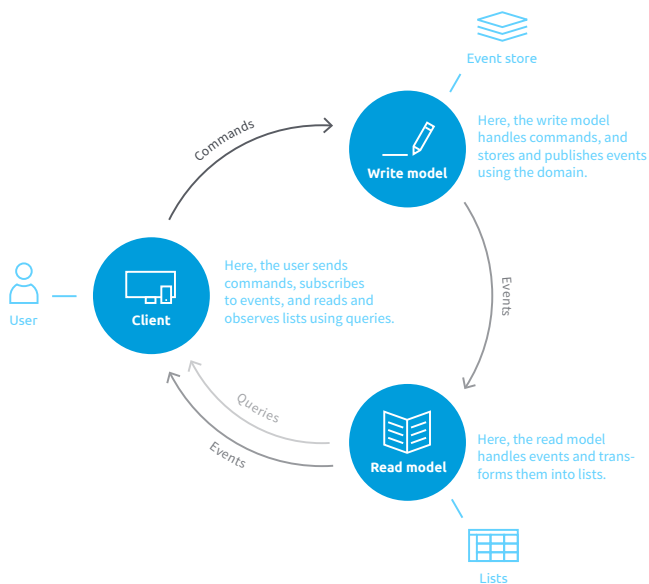 Event store
Commands
Write model
Here, the write model
handles commands, and
stores and publishes events
using the domain.
User
Client
Here, the user sends
commands, subscribes
to events, and reads and
observes lists using queries.
Events
Queries
Events
Read model
Here, the read model
handles events and trans-
forms them into lists.
Lists